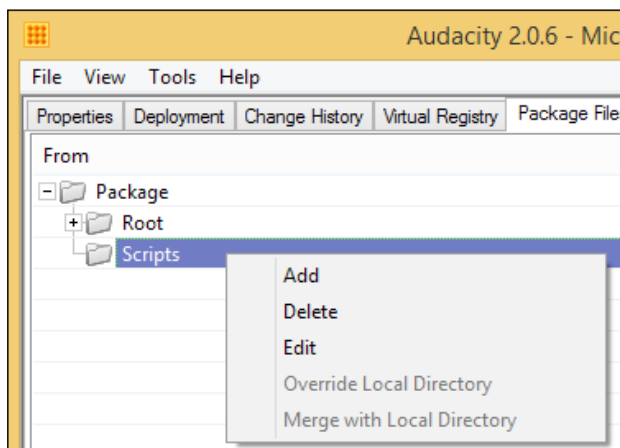 Audacity 2.0.6 - Mic
File View Tools Help
Properties Deployment Change History Virtual Registry Package File
From
Package
Root
Scripts
Add
Delete
Edit
Override Local Directory
Merge with Local Directory